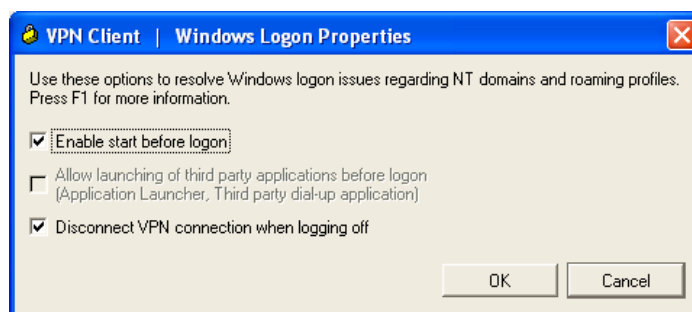 VPN Client | Windows Logon Properties
Use these options to resolve Windows logon issues regarding NT domains and roaming profiles.
Press F1 for more information.
Enable start before logon
Allow launching of third party applications before logon
(Application Launcher, Third party dial-up application)
Disconnect VPN connection when logging off
OK Cancel